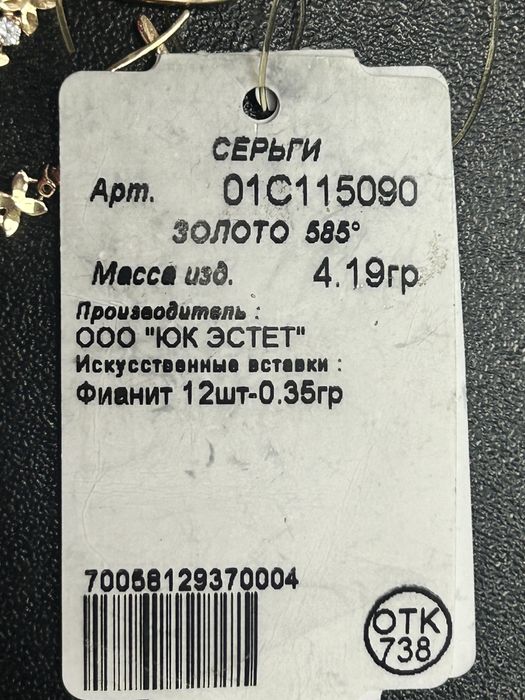 СЕРЬГИ
Арт. 01С115090
ЗОЛОТО 585°
Масса изд. 4.19гр
Производитель :
ООО "ЮК ЭСТЕТ"
Искусственные вставки :
Фианит 12шт-0.35гр
70058129370004
ОТК
738